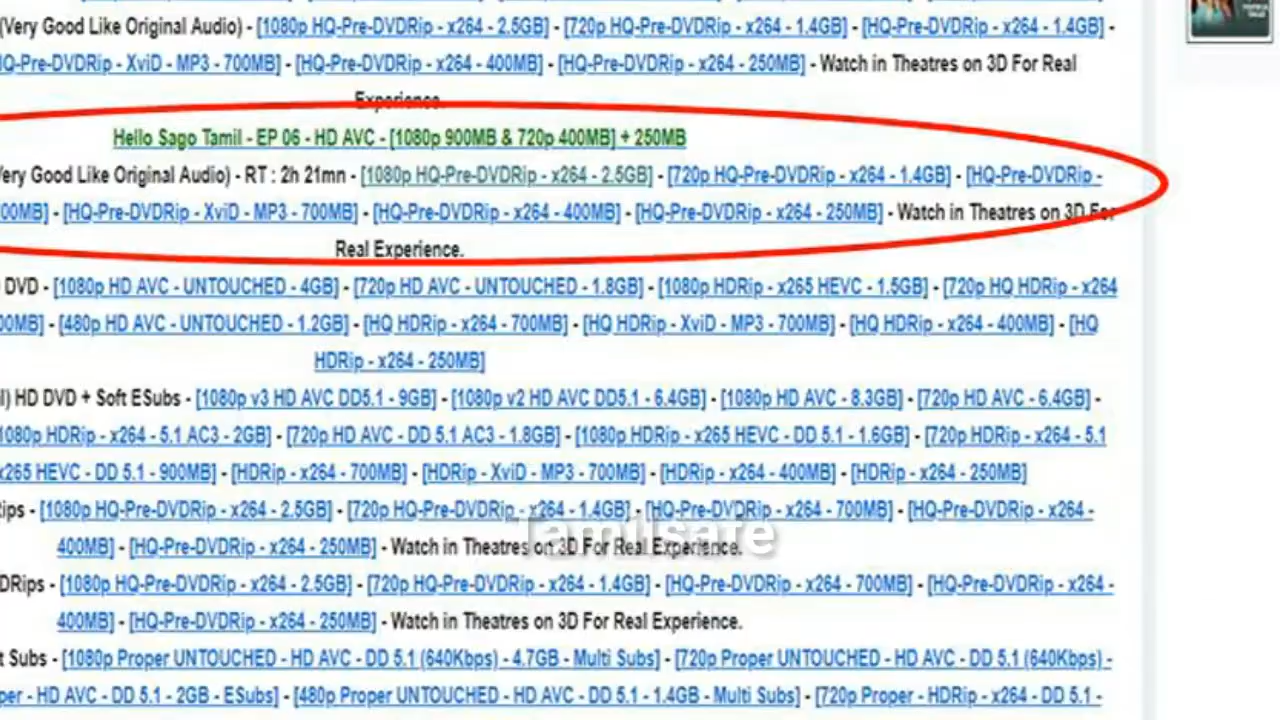 (Very Good Like Original Audio) - [1080p HQ-Pre-DVDRip - x264 - 2.5GB] - [720p HQ-Pre-DVDRip - x264 - 1.4GB] - [HQ-Pre-DVDRip - x264 - 1.4GB] -
HQ-Pre-DVDRip - XviD - MP3 - 700MB] - [HQ-Pre-DVDRip - x264 - 400MB] - [HQ-Pre-DVDRip - x264 - 250MB] - Watch in Theatres on 3D For Real
Experience.
Hello Sago Tamil - EP 06 - HD AVC - [1080p 900MB & 720p 400MB] + 250MB
Very Good Like Original Audio) - RT : 2h 21mn - [1080p HQ-Pre-DVDRip - x264 - 2.5GB] - [720p HQ-Pre-DVDRip - x264 - 1.4GB] - [HQ-Pre-DVDRip -
00MB] - [HQ-Pre-DVDRip - XviD - MP3 - 700MB] - [HQ-Pre-DVDRip - x264 - 400MB] - [HQ-Pre-DVDRip - x264 - 250MB] - Watch in Theatres on 3D For
Real Experience.
DVD - [1080p HD AVC - UNTOUCHED - 4GB] - [720p HD AVC - UNTOUCHED - 1.8GB] - [1080p HDRip - x265 HEVC - 1.5GB] - [720p HQ HDRip - x264
00MB] - [480p HD AVC - UNTOUCHED - 1.2GB] - [HQ HDRip - x264 - 700MB] - [HQ HDRip - XviD - MP3 - 700MB] - [HQ HDRip - x264 - 400MB] - [HQ
HDRip - x264 - 250MB]
l) HD DVD + Soft ESubs - [1080p v3 HD AVC DD5.1 - 9GB] - [1080p v2 HD AVC DD5.1 - 6.4GB] - [1080p HD AVC - 8.3GB] - [720p HD AVC - 6.4GB] -
1080p HDRip - x264 - 5.1 AC3 - 2GB] - [720p HD AVC - DD 5.1 AC3 - 1.8GB] - [1080p HDRip - x265 HEVC - DD 5.1 - 1.6GB] - [720p HDRip - x264 - 5.1
x265 HEVC - DD 5.1 - 900MB] - [HDRip - x264 - 700MB] - [HDRip - XviD - MP3 - 700MB] - [HDRip - x264 - 400MB] - [HDRip - x264 - 250MB]
ips - [1080p HQ-Pre-DVDRip - x264 - 2.5GB] - [720p HQ-Pre-DVDRip - x264 - 1.4GB] - [HQ-Pre-DVDRip - x264 - 700MB] - [HQ-Pre-DVDRip - x264 -
Tamilsafe
400MB] - [HQ-Pre-DVDRip - x264 - 250MB] - Watch in Theatres on 3D For Real Experience.
DRips - [1080p HQ-Pre-DVDRip - x264 - 2.5GB] - [720p HQ-Pre-DVDRip - x264 - 1.4GB] - [HQ-Pre-DVDRip - x264 - 700MB] - [HQ-Pre-DVDRip - x264 -
400MB] - [HQ-Pre-DVDRip - x264 - 250MB] - Watch in Theatres on 3D For Real Experience.
t Subs - [1080p Proper UNTOUCHED - HD AVC - DD 5.1 (640Kbps) - 4.7GB - Multi Subs] - [720p Proper UNTOUCHED - HD AVC - DD 5.1 (640Kbps) -
per - HD AVC - DD 5.1 - 2GB - ESubs] - [480p Proper UNTOUCHED - HD AVC - DD 5.1 - 1.4GB - Multi Subs] - [720p Proper - HDRip - x264 - DD 5.1 -